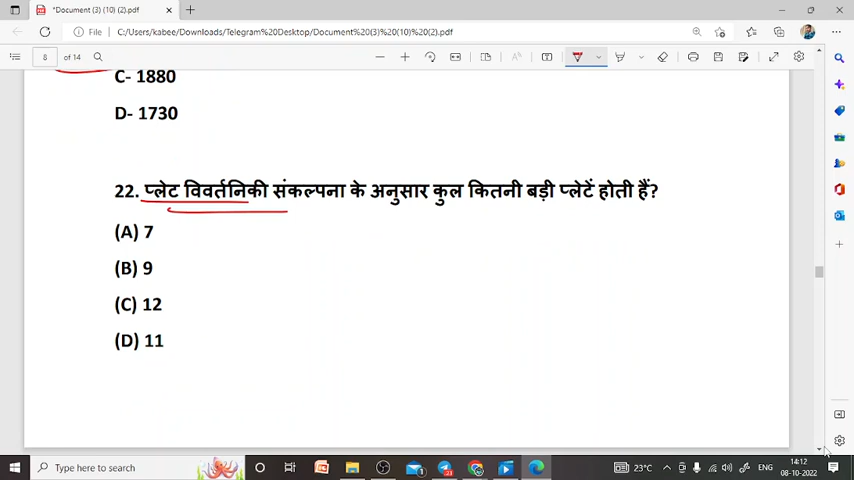 *Document (3) (10) (2).pdf
File
C:/Users/kabee/Downloads/Telegram%20Desktop/Document%20(3)%20(10)%20(2).pdf
8 of 14
C- 1880
D- 1730
22. प्लेट विवर्तनिकी संकल्पना के अनुसार कुल कितनी बड़ी प्लेटें होती हैं?
(A) 7
(B) 9
(C) 12
(D) 11
Type here to search
23°C
ENG
14:12
08-10-2022